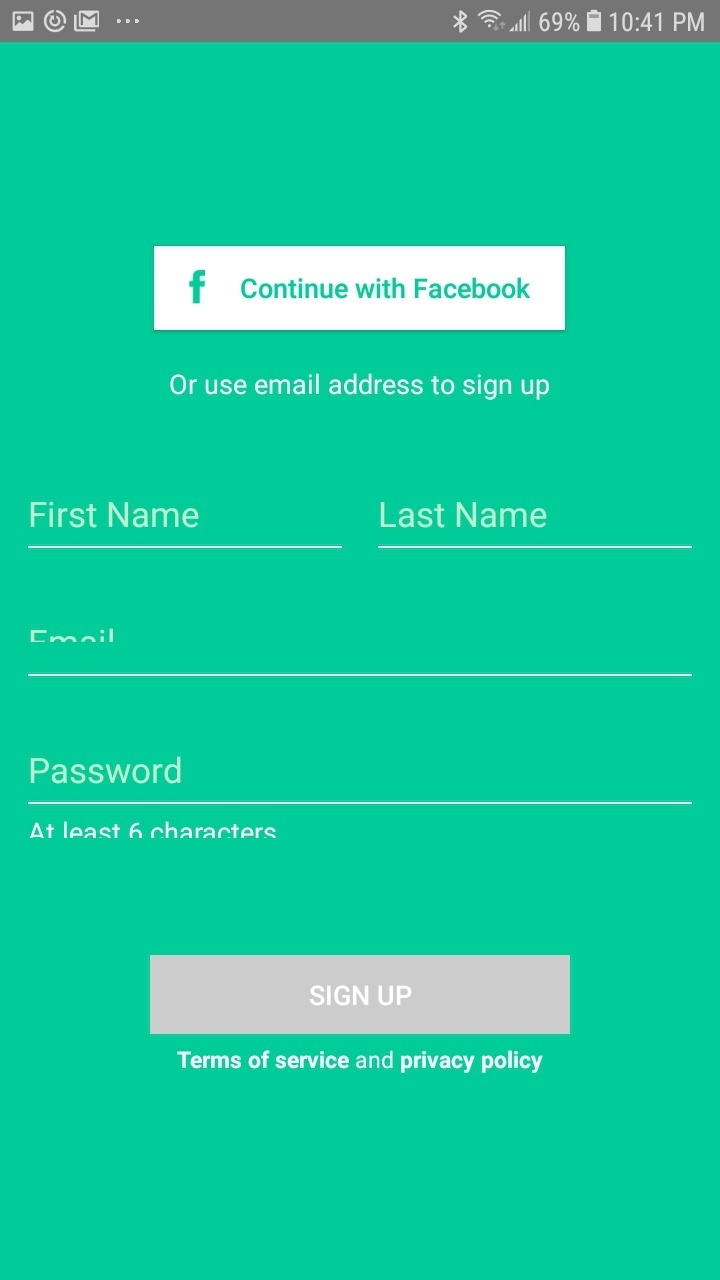 69% 10:41 PM
f Continue with Facebook
Or use email address to sign up
First Name Last Name
Email
Password
At least 6 characters
SIGN UP
Terms of service and privacy policy